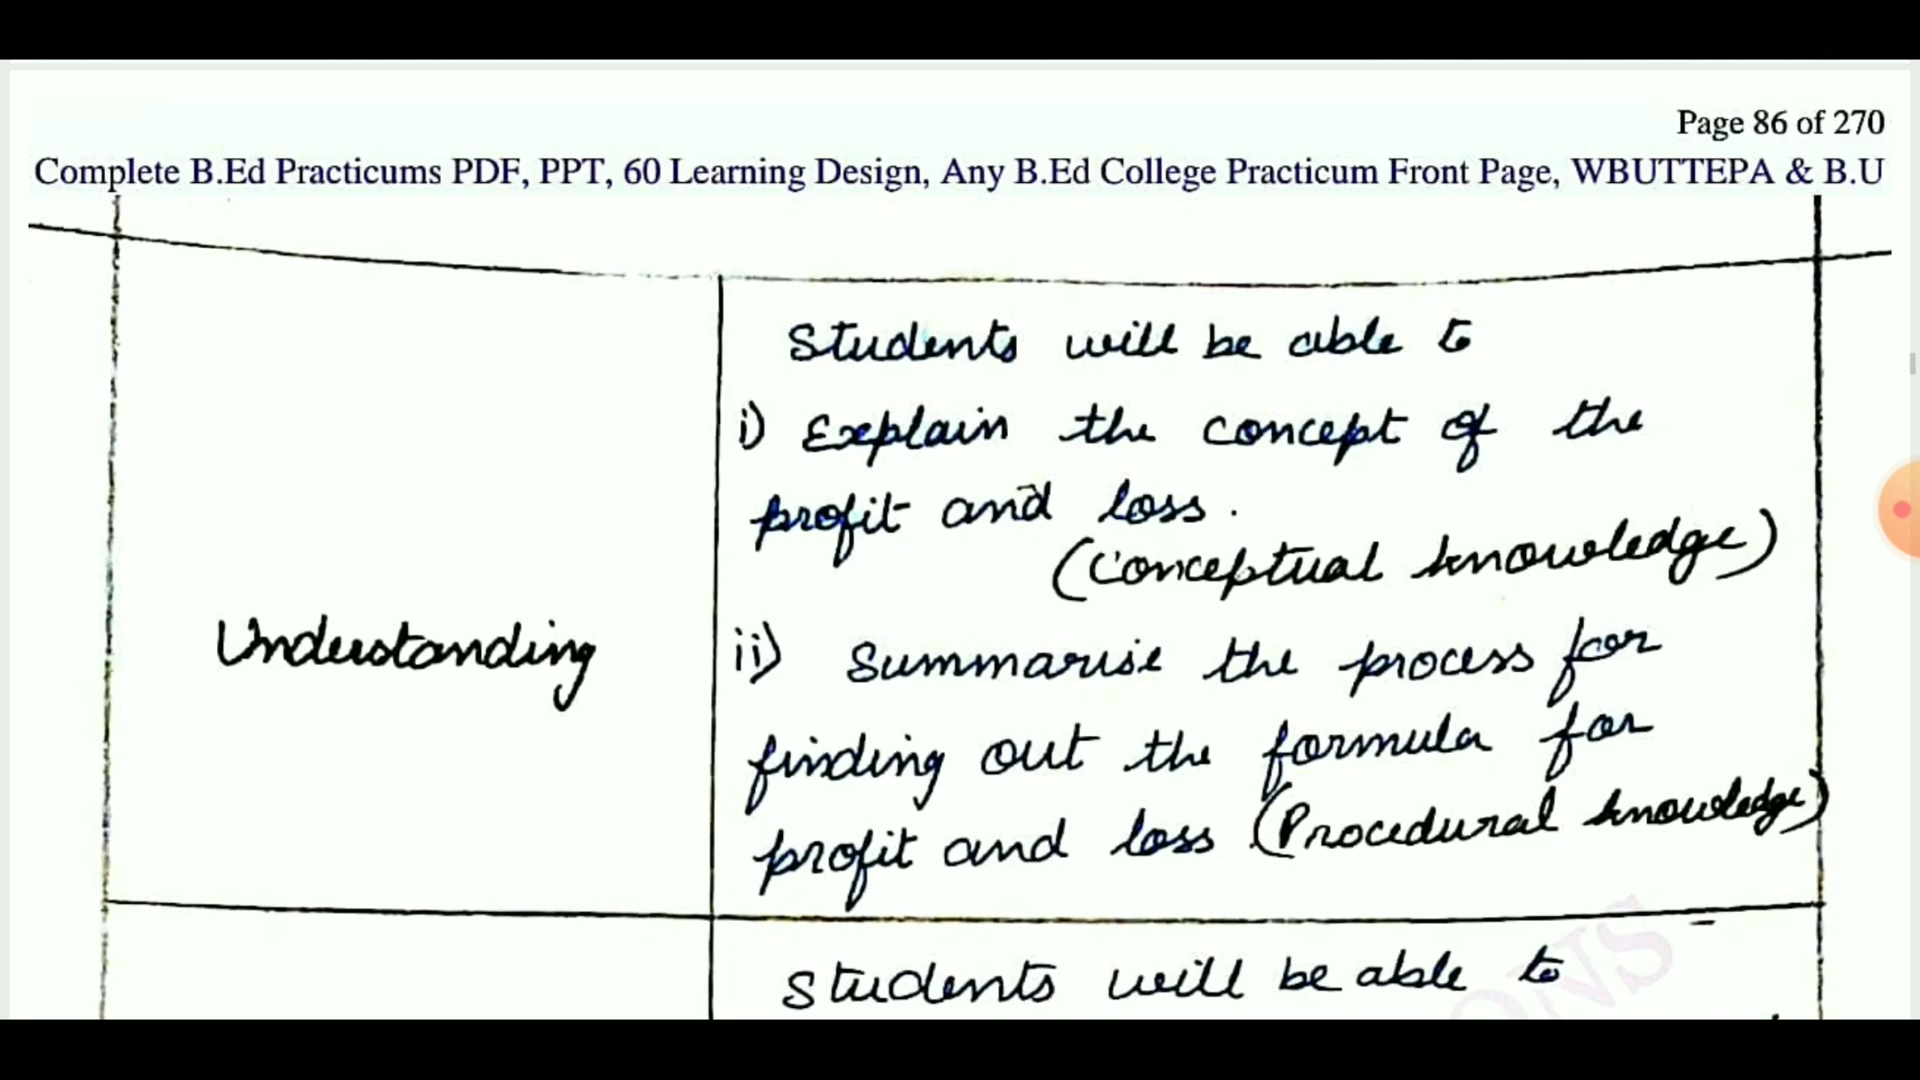 Page 86 of 270
Complete B.Ed Practicums PDF, PPT, 60 Learning Design, Any B.Ed College Practicum Front Page, WBUTTEPA & B.U
Students will be able to
i) Explain the concept of the
profit and loss.
(Conceptual knowledge)
Understanding
ii) Summarise the process for
finding out the formula for
profit and loss (Procedural knowledge)
Students will be able to
ONS